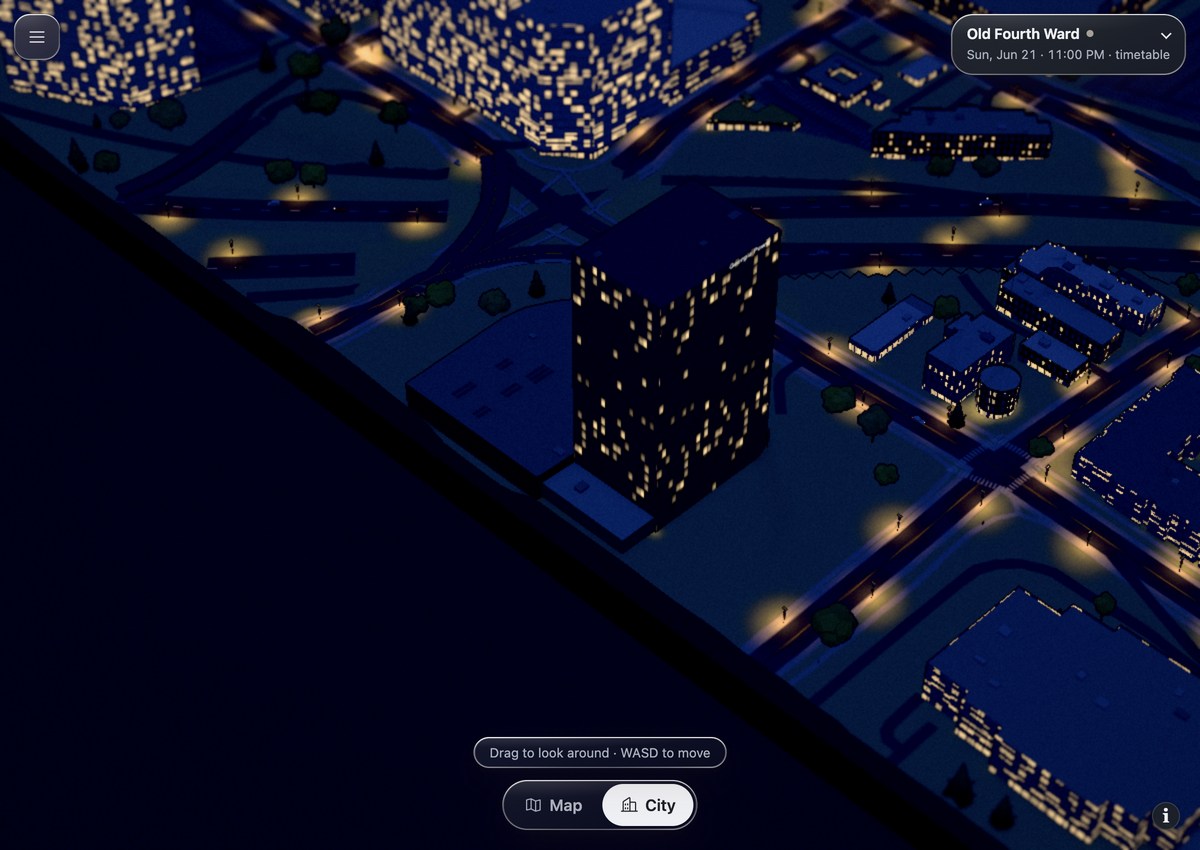 Old Fourth Ward
Sun, Jun 21 · 11:00 PM · timetable
Drag to look around · WASD to move
Map
City
i